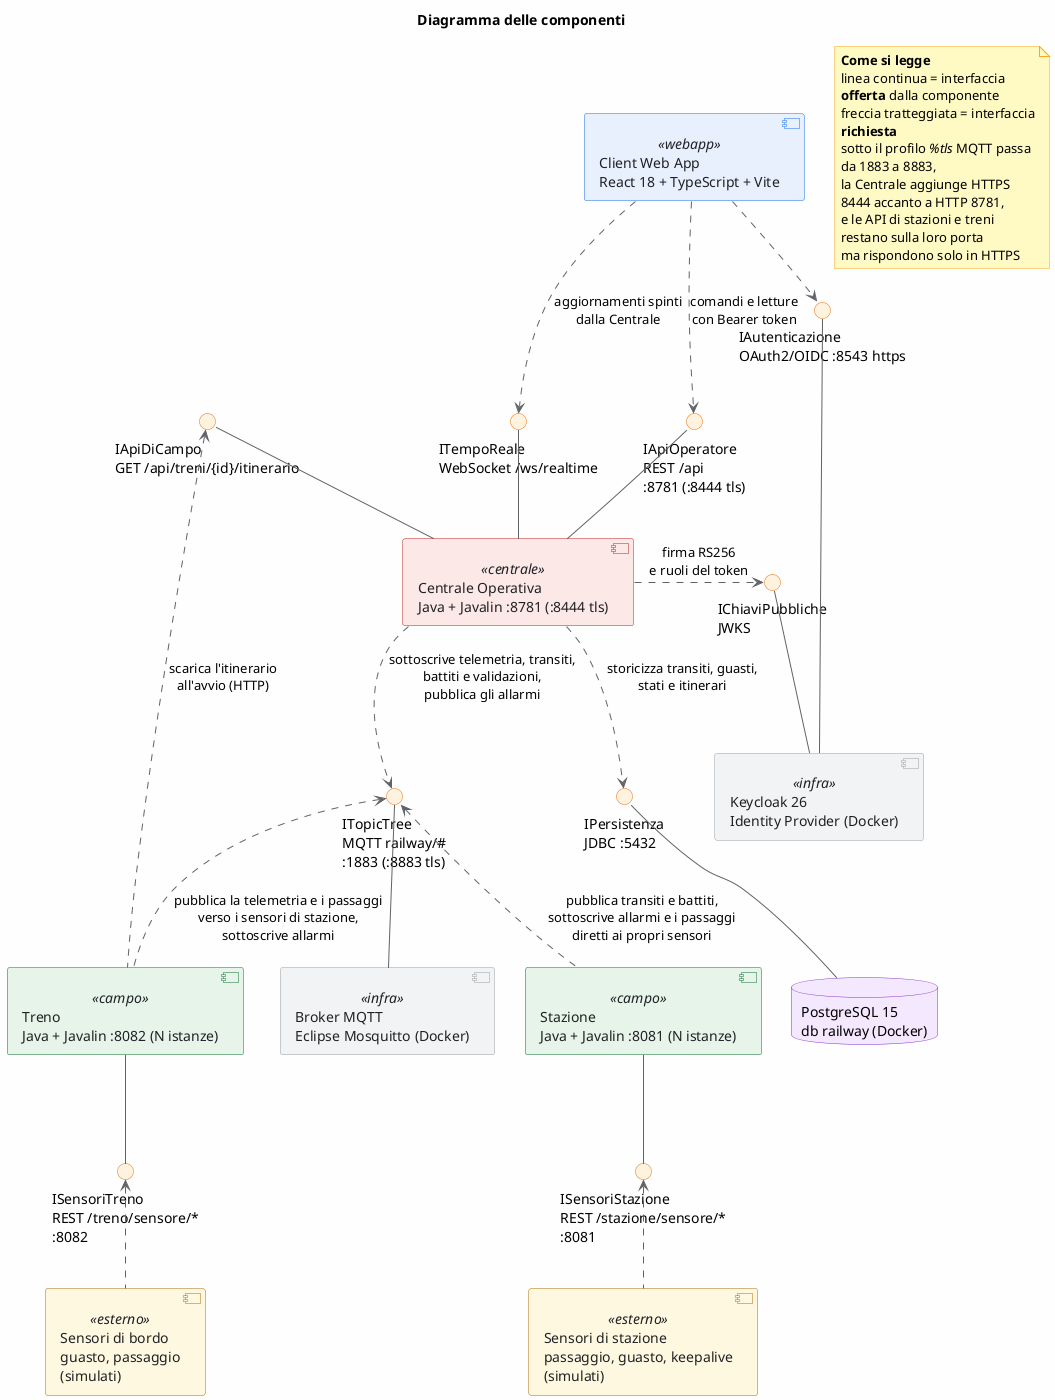 Diagramma delle componenti
Come si legge
linea continua = interfaccia
offerta dalla componente
freccia tratteggiata = interfaccia
richiesta
sotto il profilo %tls MQTT passa
da 1883 a 8883,
la Centrale aggiunge HTTPS
8444 accanto a HTTP 8781,
e le API di stazioni e treni
restano sulla loro porta
ma rispondono solo in HTTPS
«webapp»
Client Web App
React 18 + TypeScript + Vite
aggiornamenti spinti
dalla Centrale
comandi e letture
con Bearer token
IAutenticazione
OAuth2/OIDC :8543 https
IApiDiCampo
GET /api/treni/{id}/itinerario
ITempoReale
WebSocket /ws/realtime
IApiOperatore
REST /api
:8781 (:8444 tls)
«centrale»
Centrale Operativa
Java + Javalin :8781 (:8444 tls)
firma RS256
e ruoli del token
IChiaviPubbliche
JWKS
scarica l'itinerario
all'avvio (HTTP)
sottoscrive telemetria, transiti,
battiti e validazioni,
pubblica gli allarmi
storicizza transiti, guasti,
stati e itinerari
«infra»
Keycloak 26
Identity Provider (Docker)
ITopicTree
MQTT railway/#
:1883 (:8883 tls)
IPersistenza
JDBC :5432
pubblica la telemetria e i passaggi
verso i sensori di stazione,
sottoscrive allarmi
pubblica transiti e battiti,
sottoscrive allarmi e i passaggi
diretti ai propri sensori
«campo»
Treno
Java + Javalin :8082 (N istanze)
«infra»
Broker MQTT
Eclipse Mosquitto (Docker)
«campo»
Stazione
Java + Javalin :8081 (N istanze)
PostgreSQL 15
db railway (Docker)
ISensoriTreno
REST /treno/sensore/*
:8082
ISensoriStazione
REST /stazione/sensore/*
:8081
«esterno»
Sensori di bordo
guasto, passaggio
(simulati)
«esterno»
Sensori di stazione
passaggio, guasto, keepalive
(simulati)